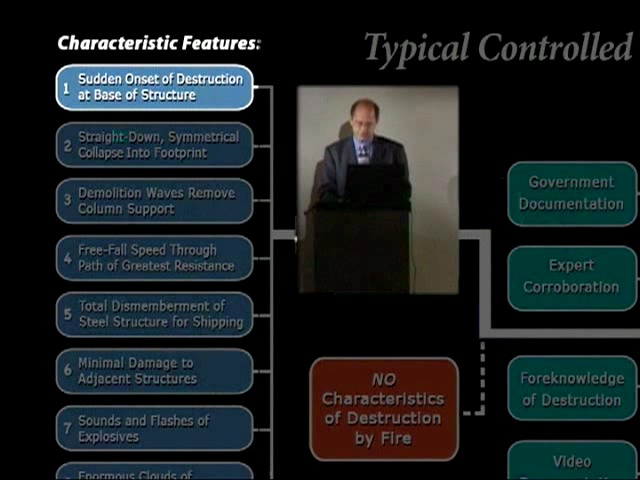 Characteristic Features:
Typical Controlled
1 Sudden Onset of Destruction
at Base of Structure
2 Straight-Down, Symmetrical
Collapse Into Footprint
3 Demolition Waves Remove
Column Support
4 Free-Fall Speed Through
Path of Greatest Resistance
5 Total Dismemberment of
Steel Structure for Shipping
6 Minimal Damage to
Adjacent Structures
7 Sounds and Flashes of
Explosives
Enormous Clouds of
NO
Characteristics
of Destruction
by Fire
Government
Documentation
Expert
Corroboration
Foreknowledge
of Destruction
Video